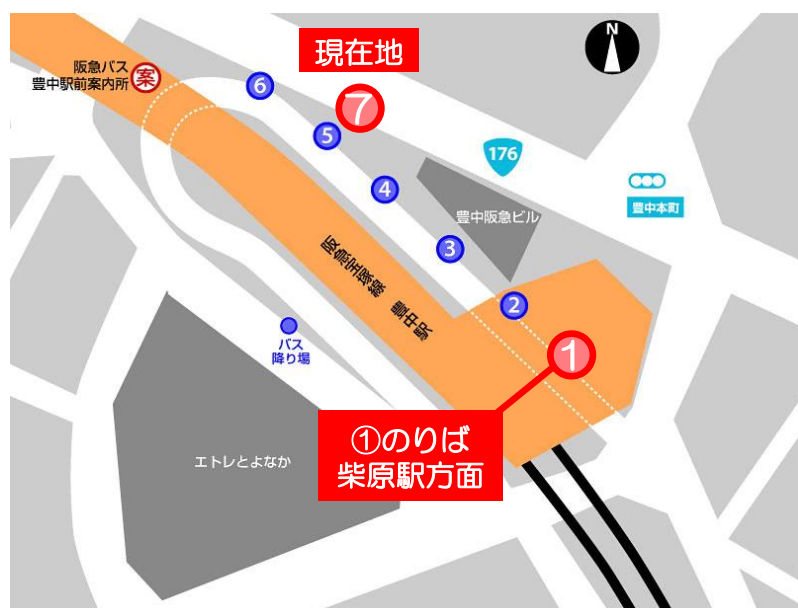 N
現在地
阪急バス
豊中駅前案内所
案
6
7
5
176
4
豊中本町
豊中阪急ビル
3
阪急宝塚線 豊中駅
2
バス
降り場
1
①のりば
柴原駅方面
エトレとよなか